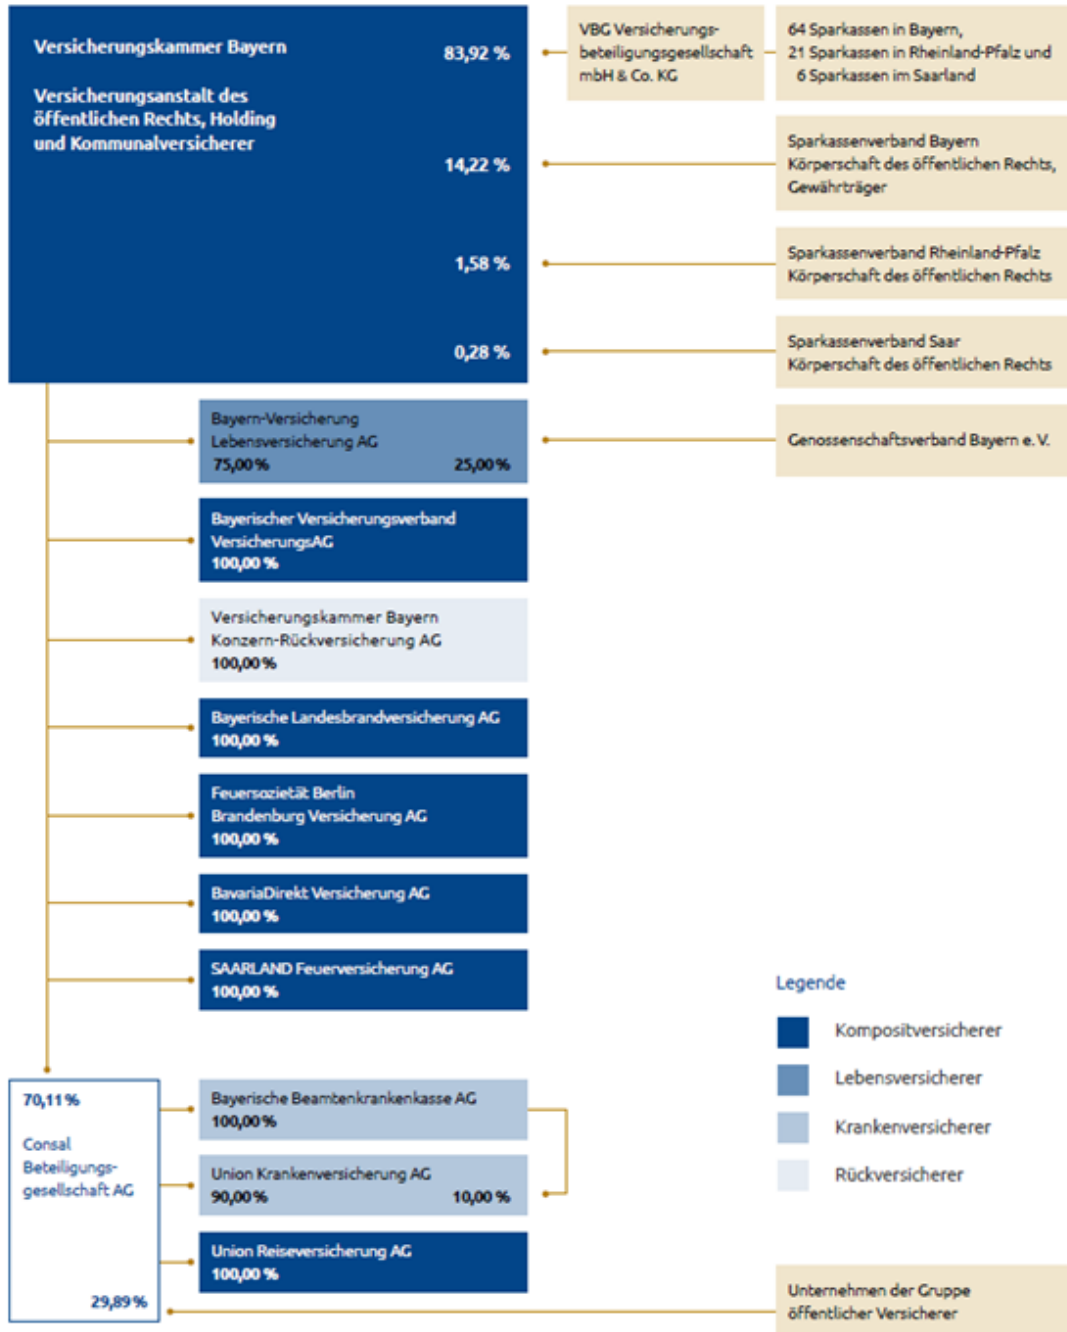 Versicherungskammer Bayern
83,92 %
Versicherungsanstalt des
öffentlichen Rechts, Holding
und Kommunalversicherer
14,22 %
1,58 %
0,28 %
VBG Versicherungs-
beteiligungsgesellschaft
mbH & Co. KG
64 Sparkassen in Bayern,
21 Sparkassen in Rheinland-Pfalz und
6 Sparkassen im Saarland
Sparkassenverband Bayern
Körperschaft des öffentlichen Rechts,
Gewährträger
Sparkassenverband Rheinland-Pfalz
Körperschaft des öffentlichen Rechts
Sparkassenverband Saar
Körperschaft des öffentlichen Rechts
Bayern-Versicherung
Lebensversicherung AG
75,00 % 25,00 %
Genossenschaftsverband Bayern e. V.
Bayerischer Versicherungsverband
VersicherungsAG
100,00 %
Versicherungskammer Bayern
Konzern-Rückversicherung AG
100,00 %
Bayerische Landesbrandversicherung AG
100,00 %
Feuersozietät Berlin
Brandenburg Versicherung AG
100,00 %
BavariaDirekt Versicherung AG
100,00 %
SAARLAND Feuerversicherung AG
100,00 %
Legende
Kompositversicherer
Lebensversicherer
Krankenversicherer
Rückversicherer
70,11 %
Consal
Beteiligungs-
gesellschaft AG
29,89 %
Bayerische Beamtenkrankenkasse AG
100,00 %
Union Krankenversicherung AG
90,00 % 10,00 %
Union Reiseversicherung AG
100,00 %
Unternehmen der Gruppe
öffentlicher Versicherer